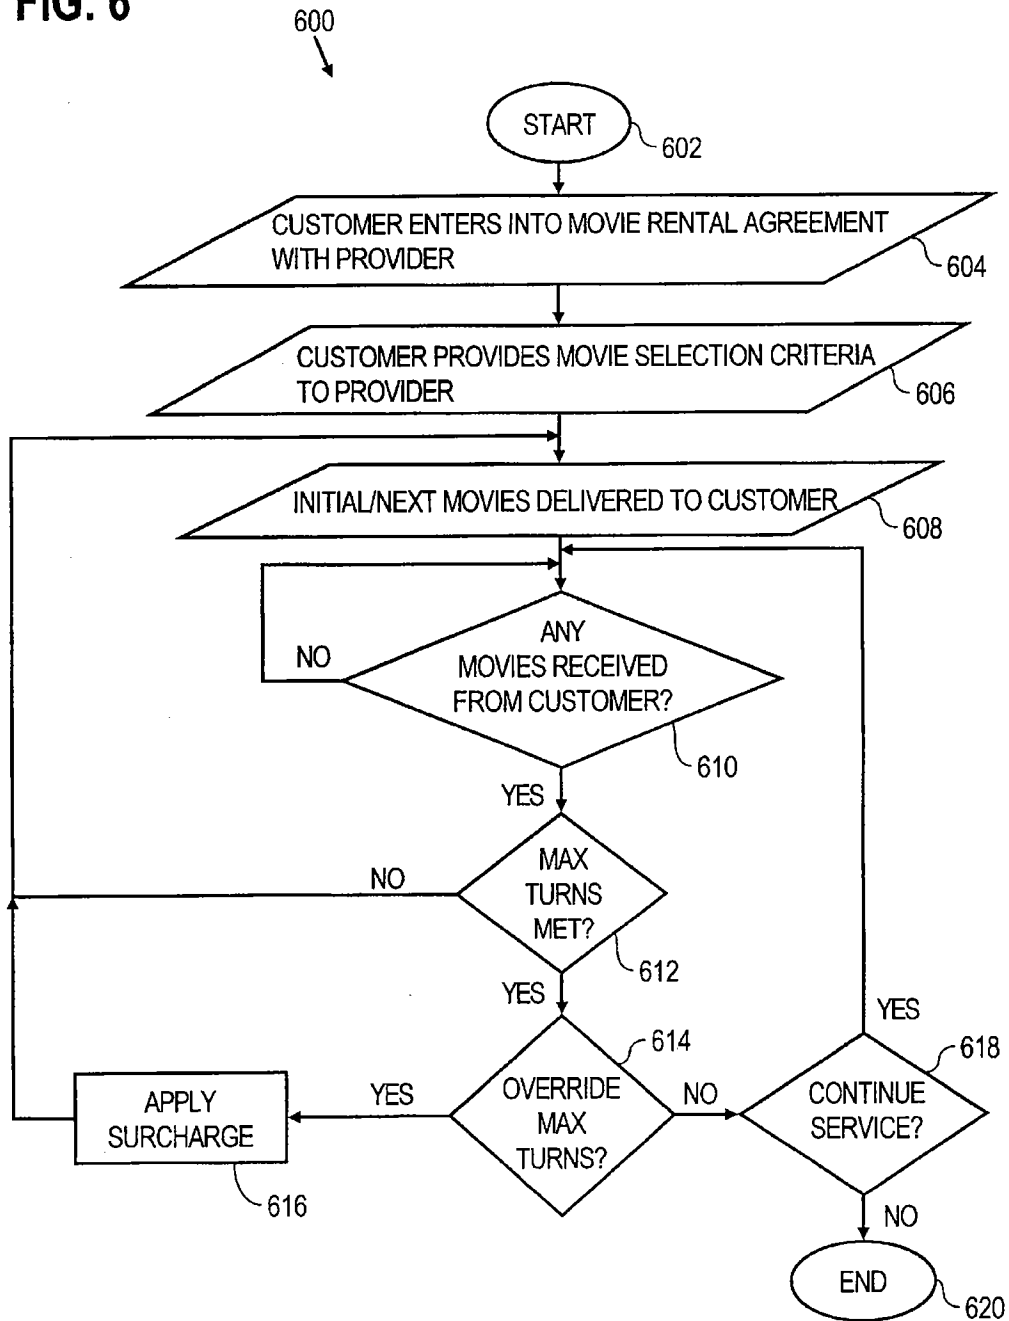 FIG. 6
600
START
602
CUSTOMER ENTERS INTO MOVIE RENTAL AGREEMENT
WITH PROVIDER
604
CUSTOMER PROVIDES MOVIE SELECTION CRITERIA
TO PROVIDER
606
INITIAL/NEXT MOVIES DELIVERED TO CUSTOMER
608
ANY
MOVIES RECEIVED
FROM CUSTOMER?
NO
610
YES
MAX
TURNS
MET?
NO
612
YES
614
OVERRIDE
MAX
TURNS?
YES
NO
APPLY
SURCHARGE
616
YES
618
CONTINUE
SERVICE?
NO
END
620